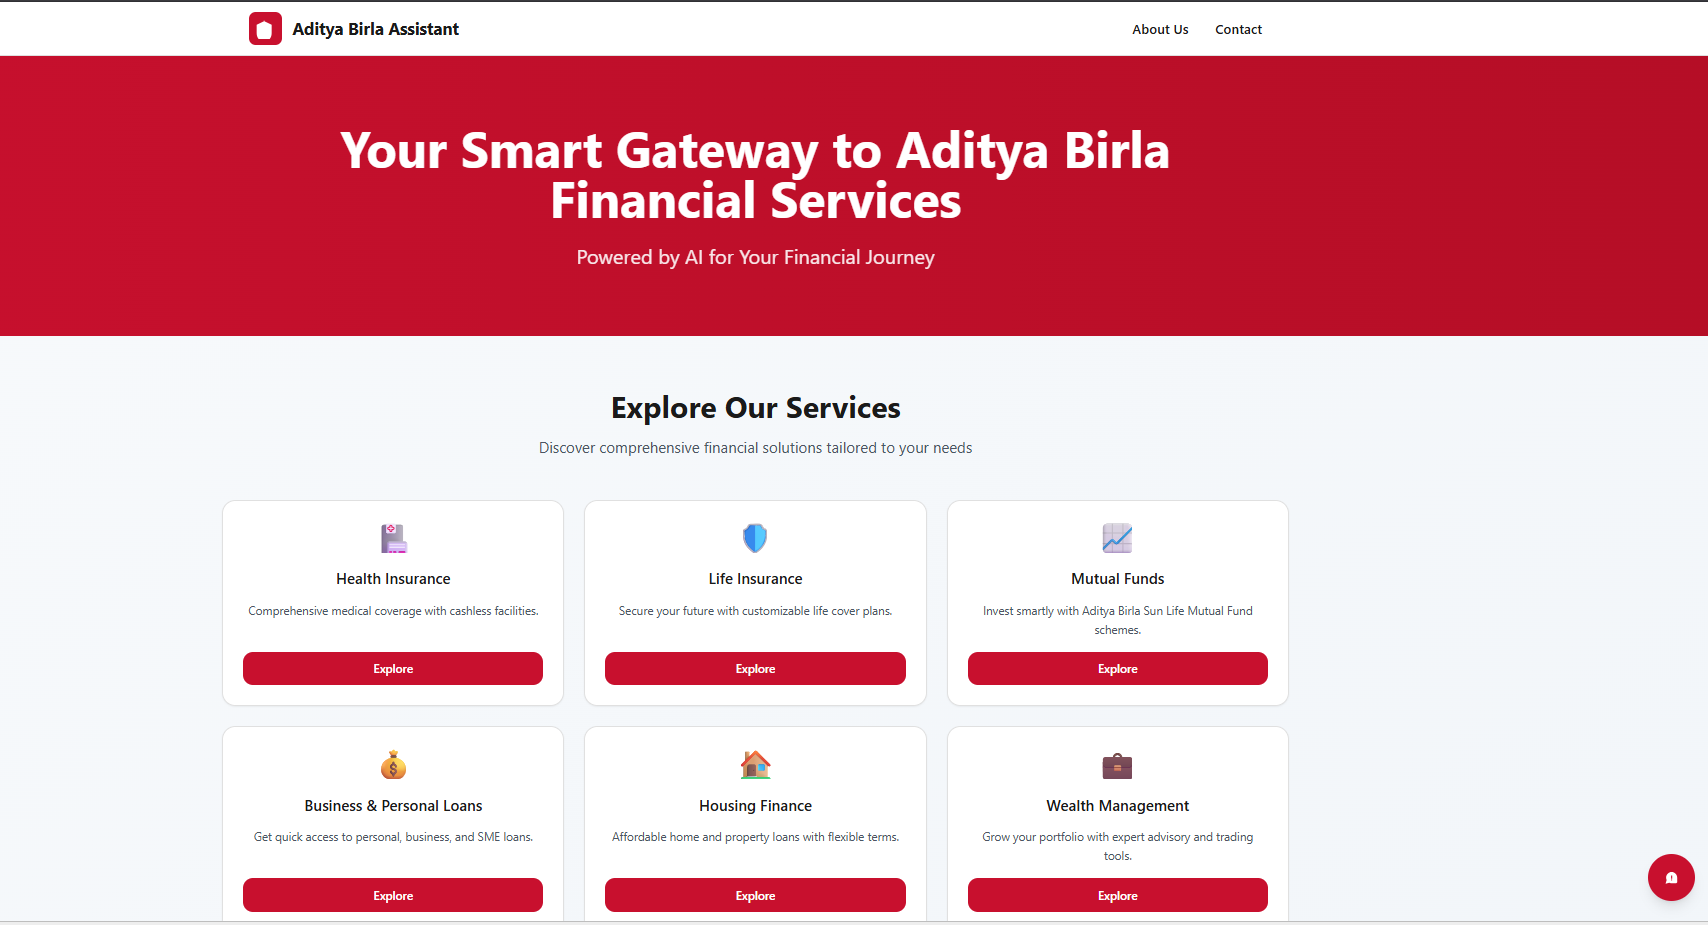 Aditya Birla Assistant
About Us
Contact
Your Smart Gateway to Aditya Birla
Financial Services
Powered by AI for Your Financial Journey
Explore Our Services
Discover comprehensive financial solutions tailored to your needs
Health Insurance
Comprehensive medical coverage with cashless facilities.
Explore
Life Insurance
Secure your future with customizable life cover plans.
Explore
Mutual Funds
Invest smartly with Aditya Birla Sun Life Mutual Fund
schemes.
Explore
Business & Personal Loans
Get quick access to personal, business, and SME loans.
Explore
Housing Finance
Affordable home and property loans with flexible terms.
Explore
Wealth Management
Grow your portfolio with expert advisory and trading
tools.
Explore